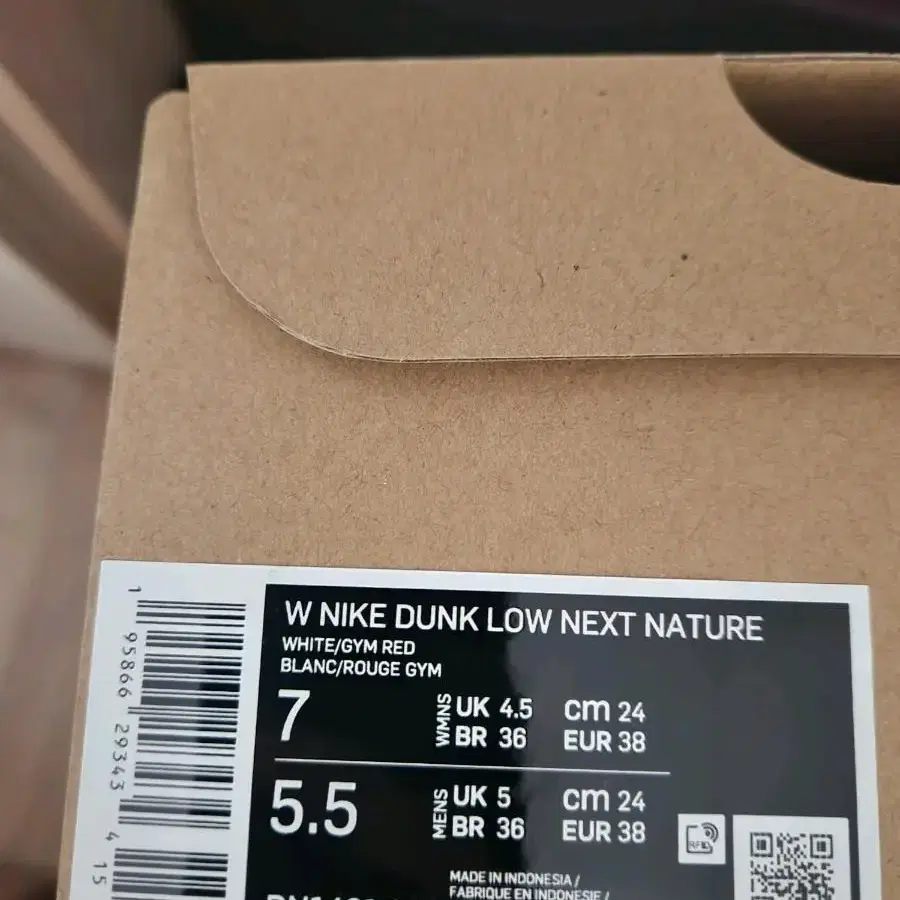 W NIKE DUNK LOW NEXT NATURE
WHITE/GYM RED
BLANC/ROUGE GYM
7 WMNS UK 4.5 cm 24
BR 36 EUR 38
5.5 MENS UK 5 cm 24
BR 36 EUR 38
RFID
MADE IN INDONESIA /
FABRIQUE EN INDONESIE /
1 95866 29343 4 15